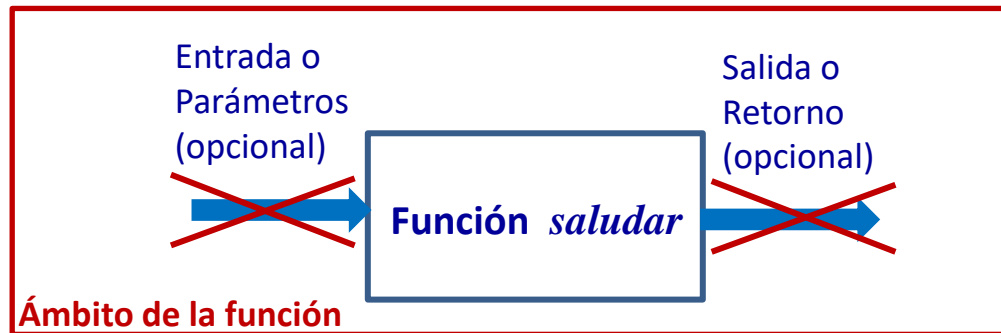 Entrada o
Parámetros
(opcional)
Salida o
Retorno
(opcional)
Función saludar
Ámbito de la función